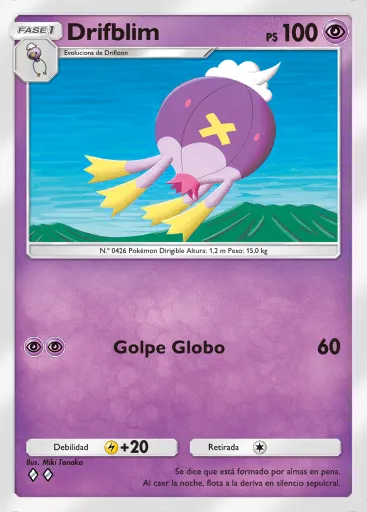 FASE 1
Drifblim
PS 100
Evoluciona de Drifloon
N.º 0426 Pokémon Dirigible Altura: 1,2 m Peso: 15,0 kg
Golpe Globo 60
Debilidad +20 Retirada
Ilus. Miki Tanaka
Se dice que está formado por almas en pena.
Al caer la noche, flota a la deriva en silencio sepulcral.